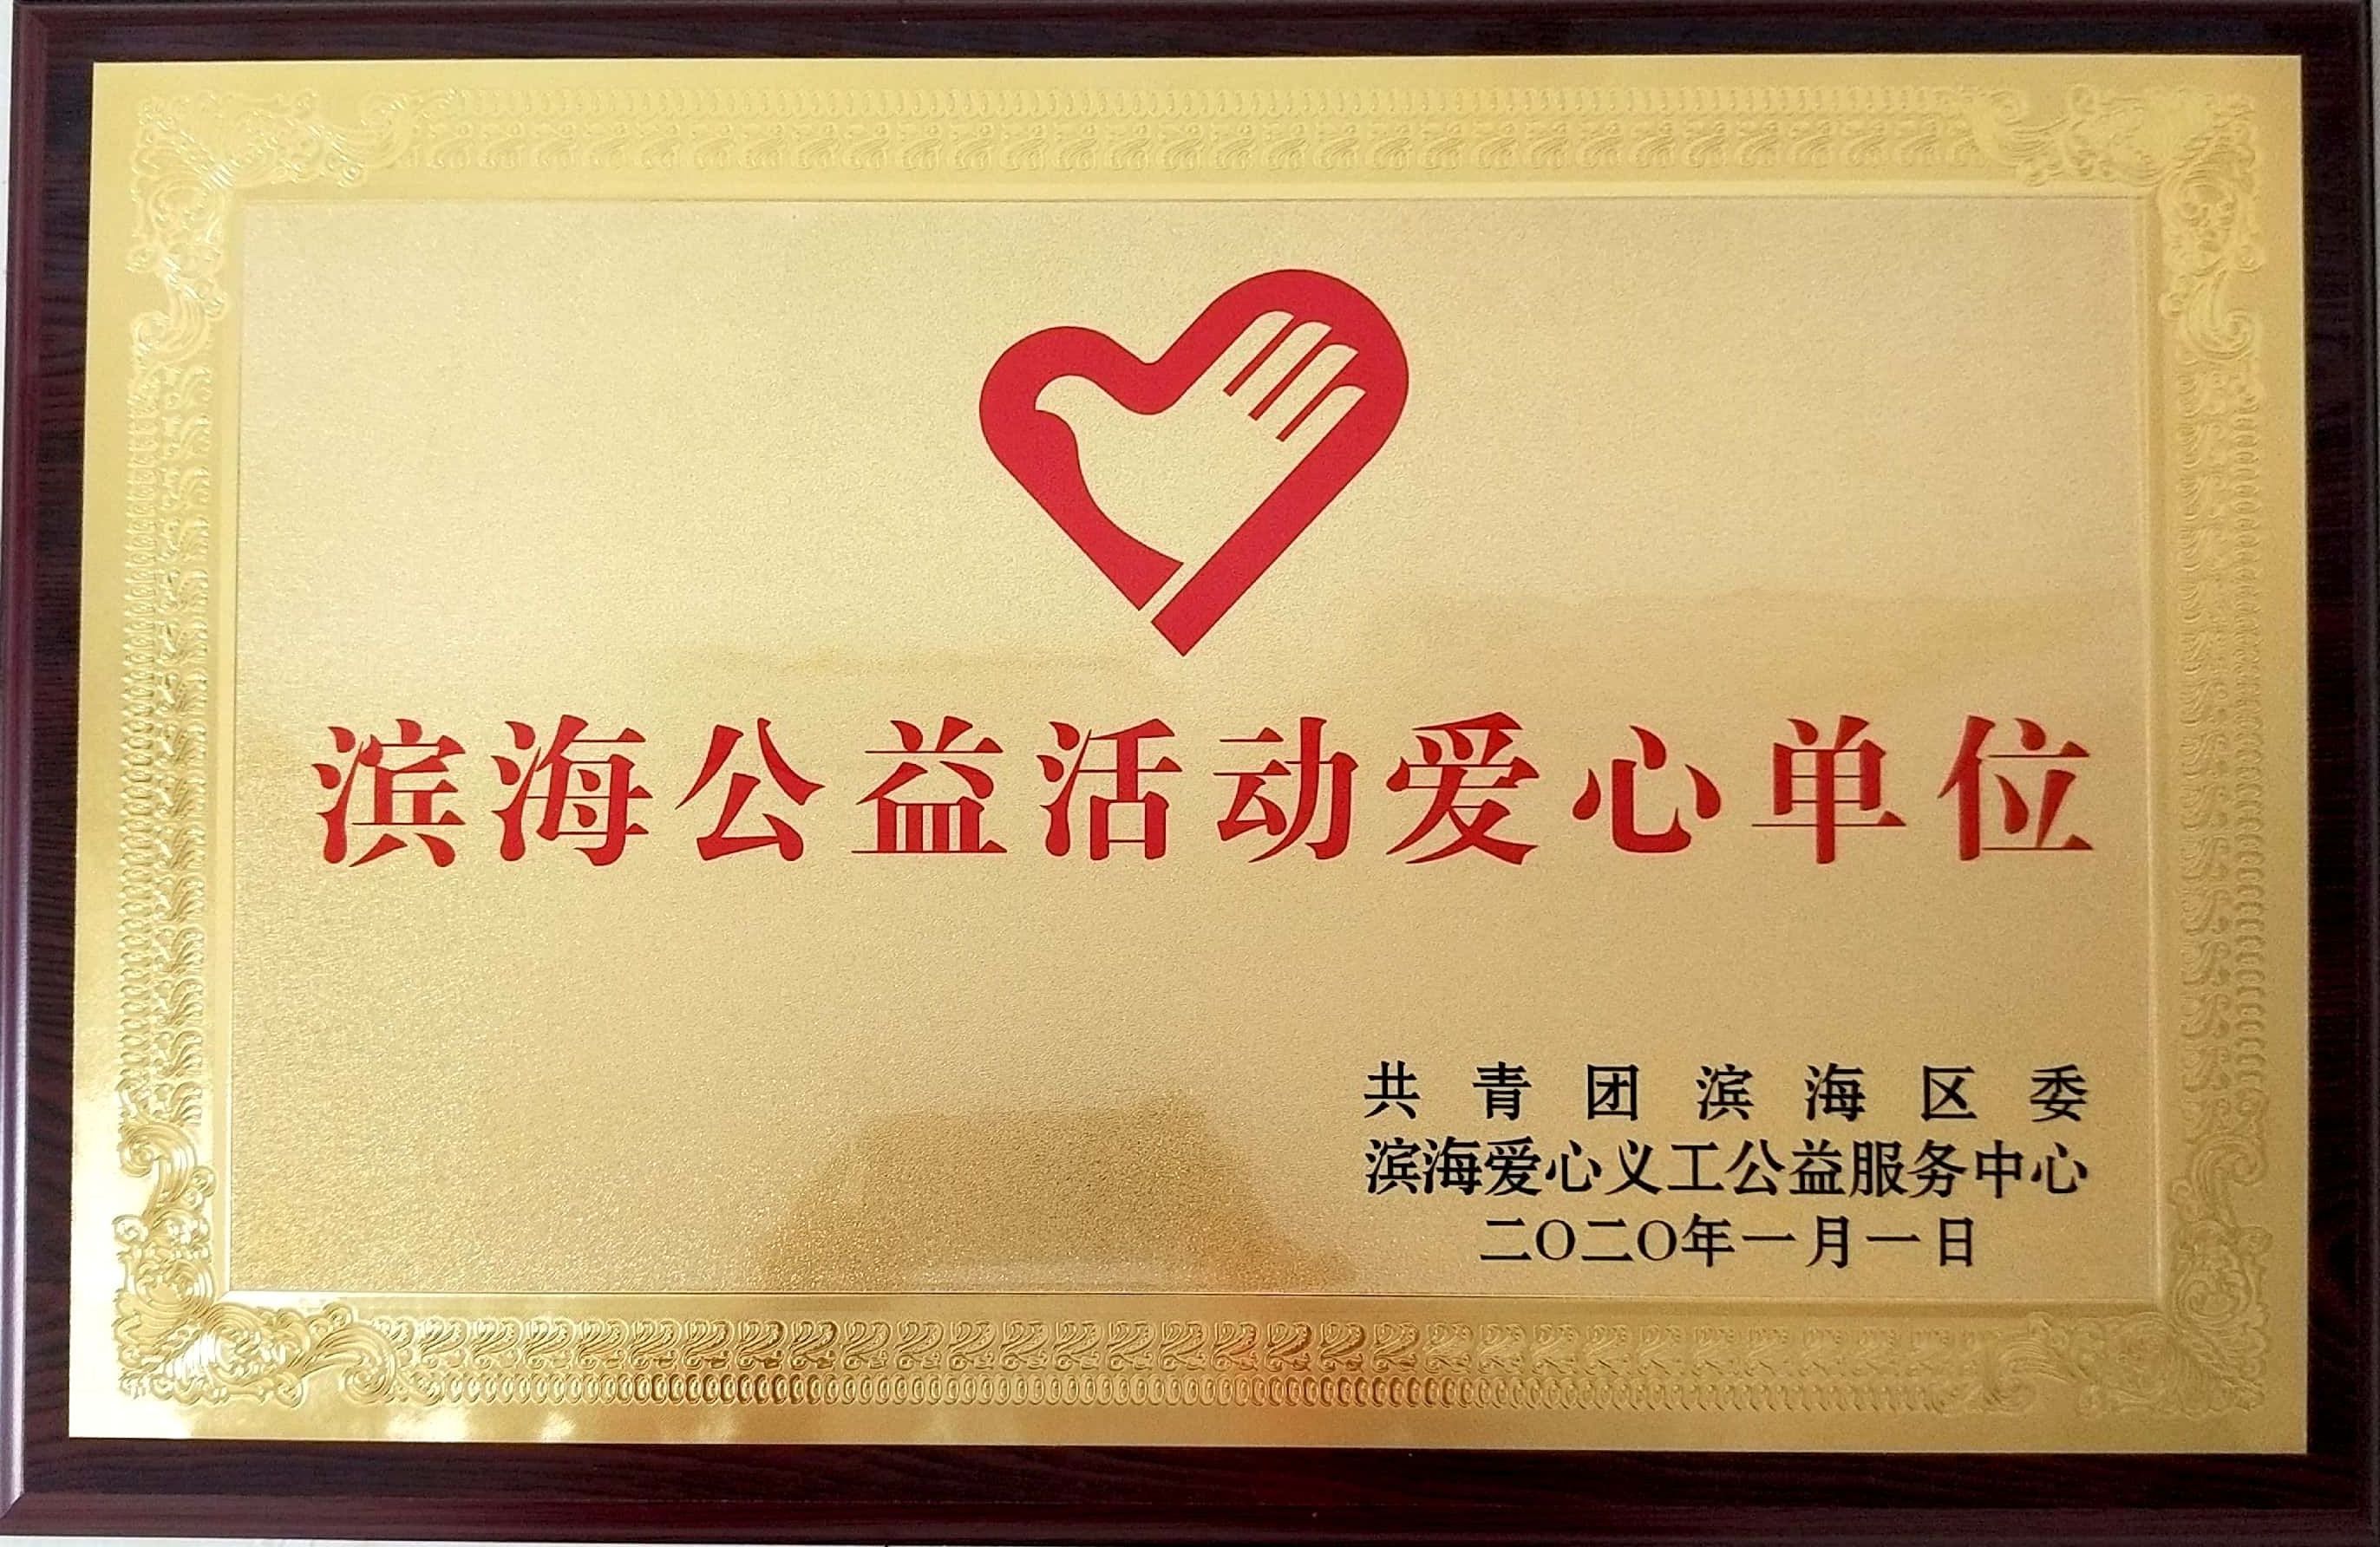 滨海公益活动爱心单位
共青团滨海区委
滨海爱心义工公益服务中心
二〇二〇年一月一日